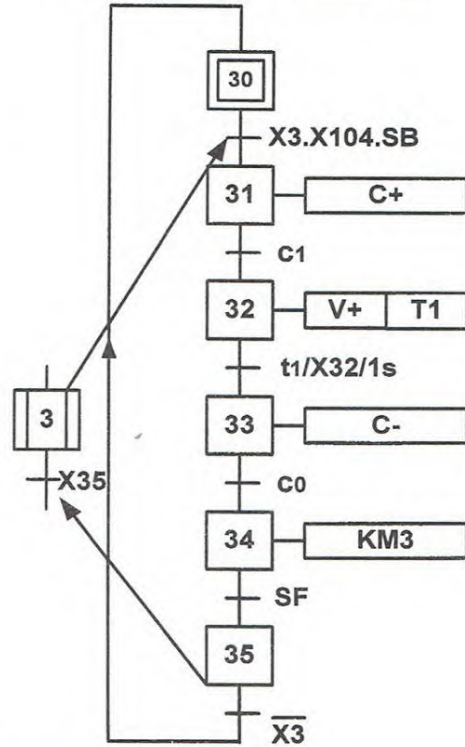 30
X3.X104.SB
31 C+
c1
32 V+ T1
t1/X32/1s
3 33 C-
X35 c0
34 KM3
SF
35
X̅3̅